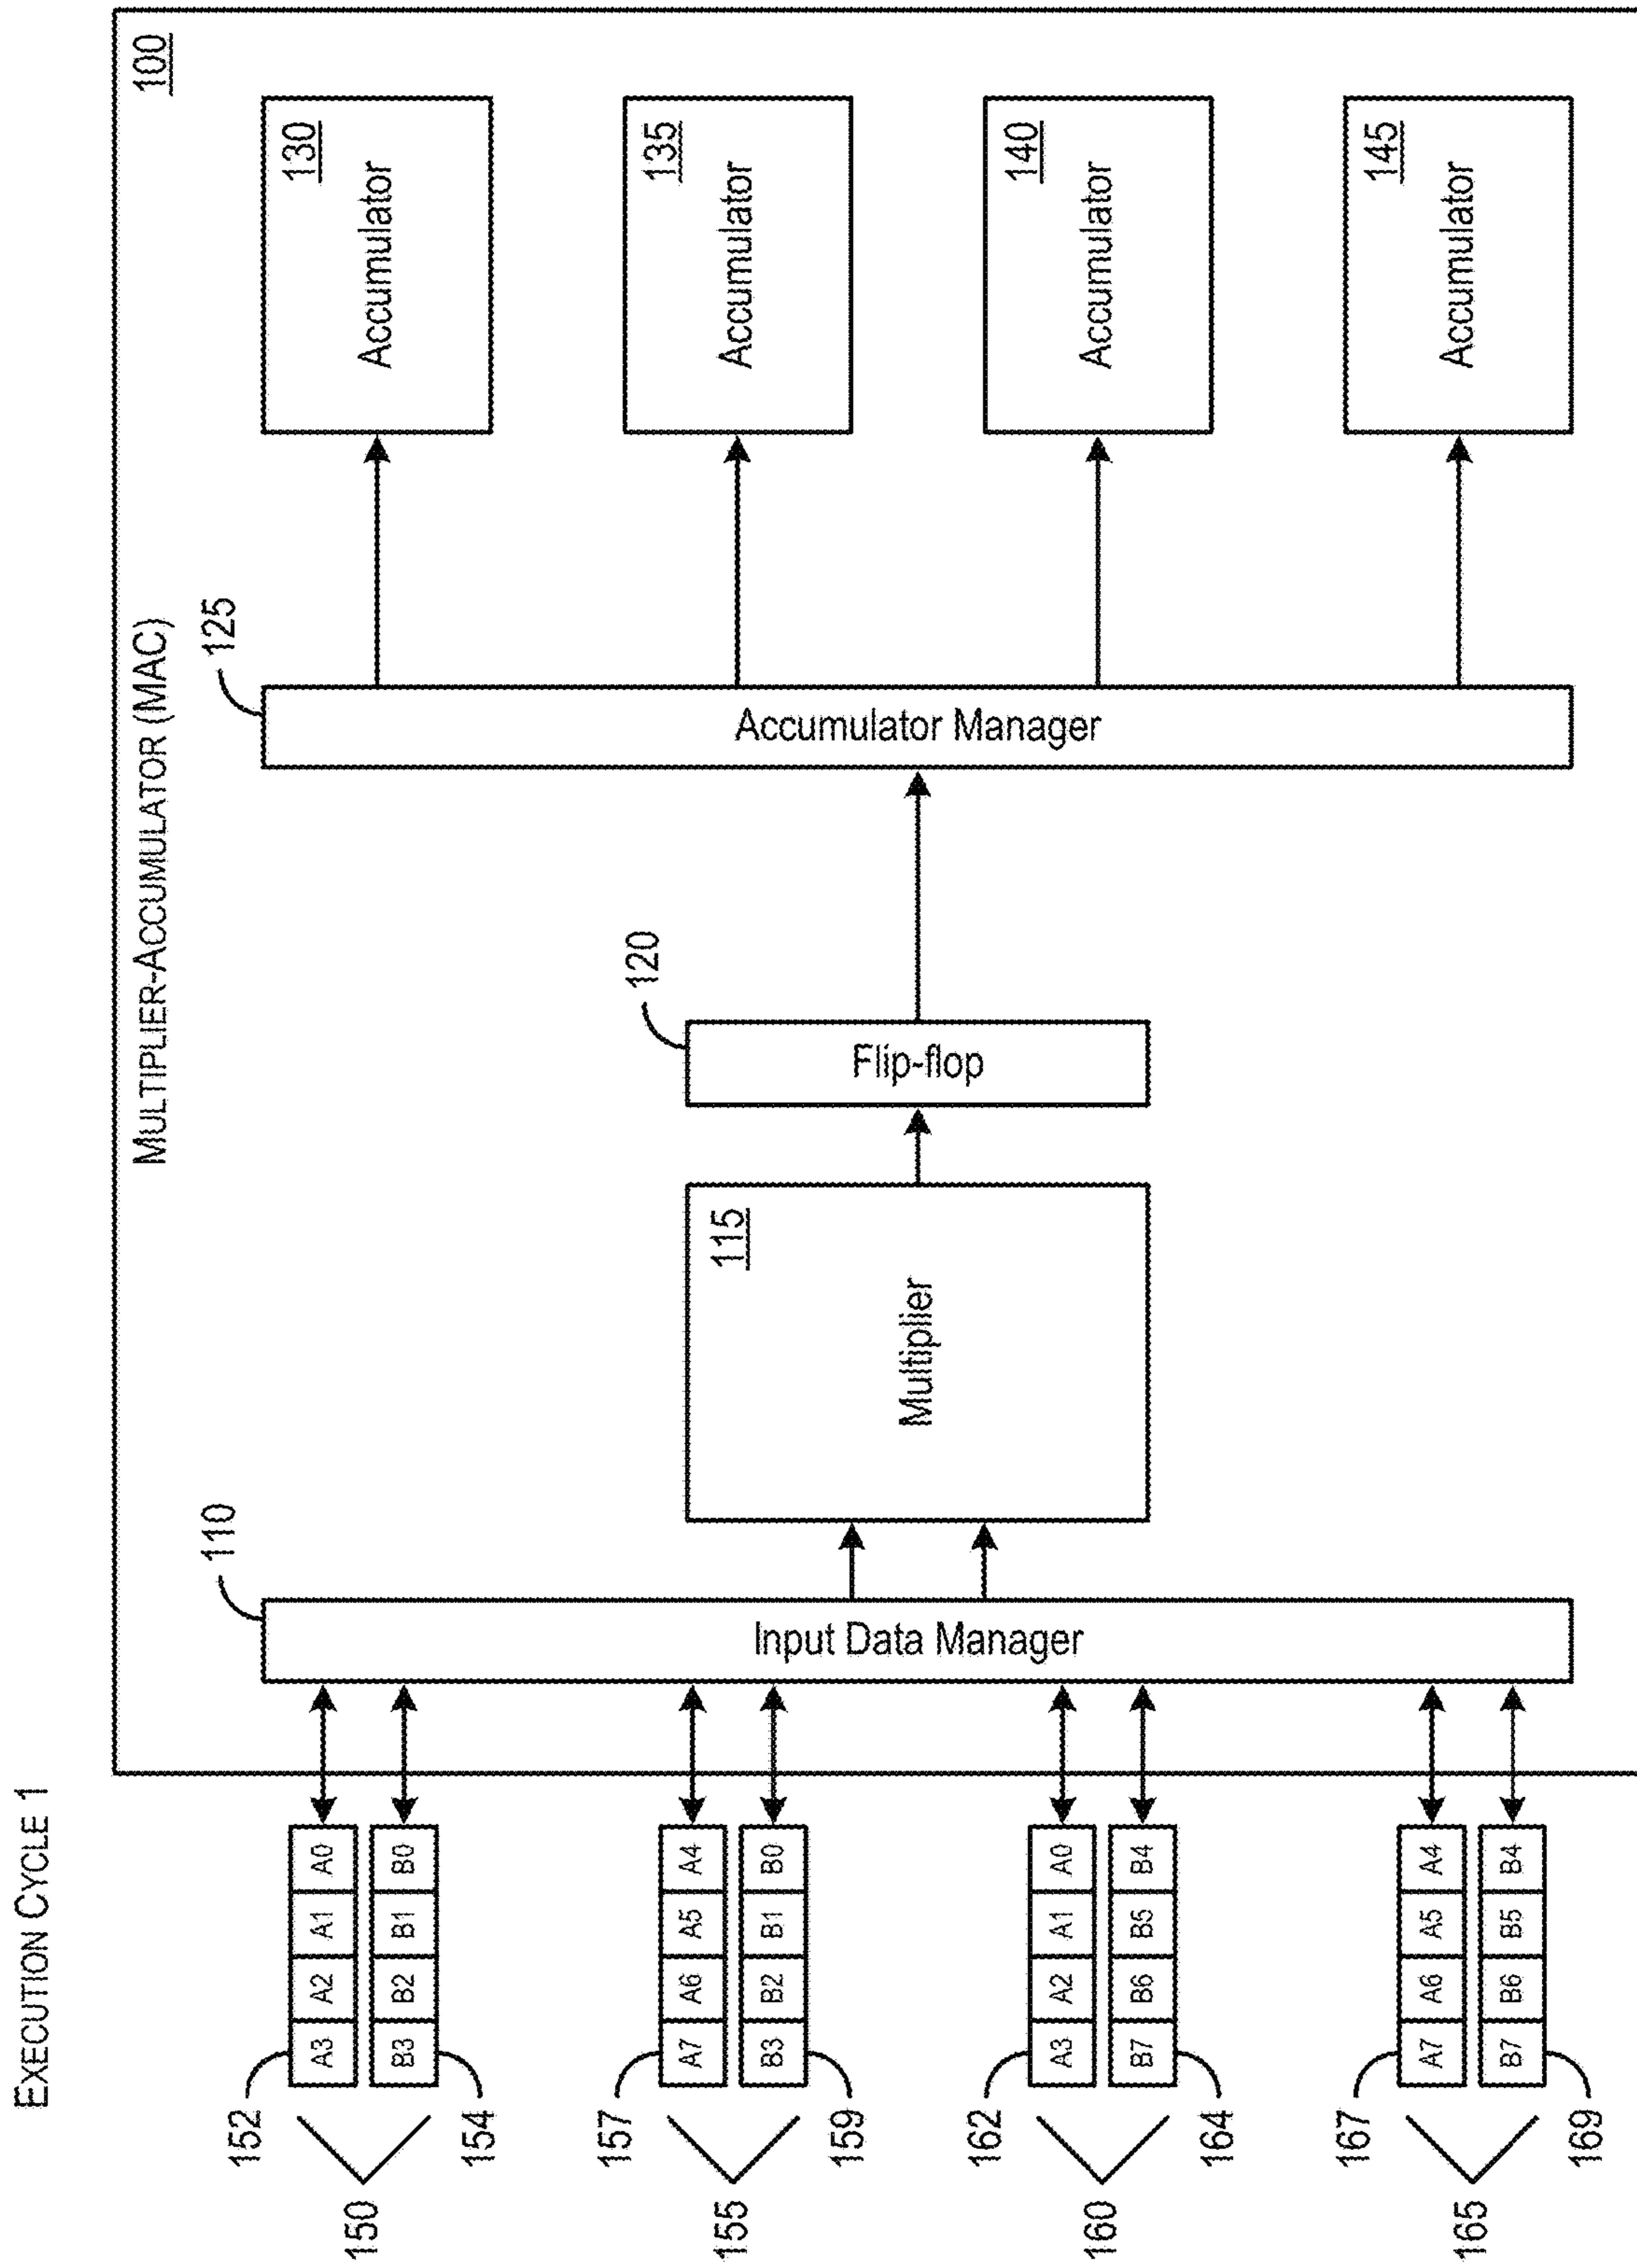 EXECUTION CYCLE 1
MULTIPLIER-ACCUMULATOR (MAC)
100
152
A3 A2 A1 A0
B3 B2 B1 B0
154
150
157
A7 A6 A5 A4
B3 B2 B1 B0
159
155
162
A3 A2 A1 A0
B7 B6 B5 B4
164
160
167
A7 A6 A5 A4
B7 B6 B5 B4
169
165
110
Input Data Manager
115
Multiplier
120
Flip-flop
125
Accumulator Manager
130
Accumulator
135
Accumulator
140
Accumulator
145
Accumulator